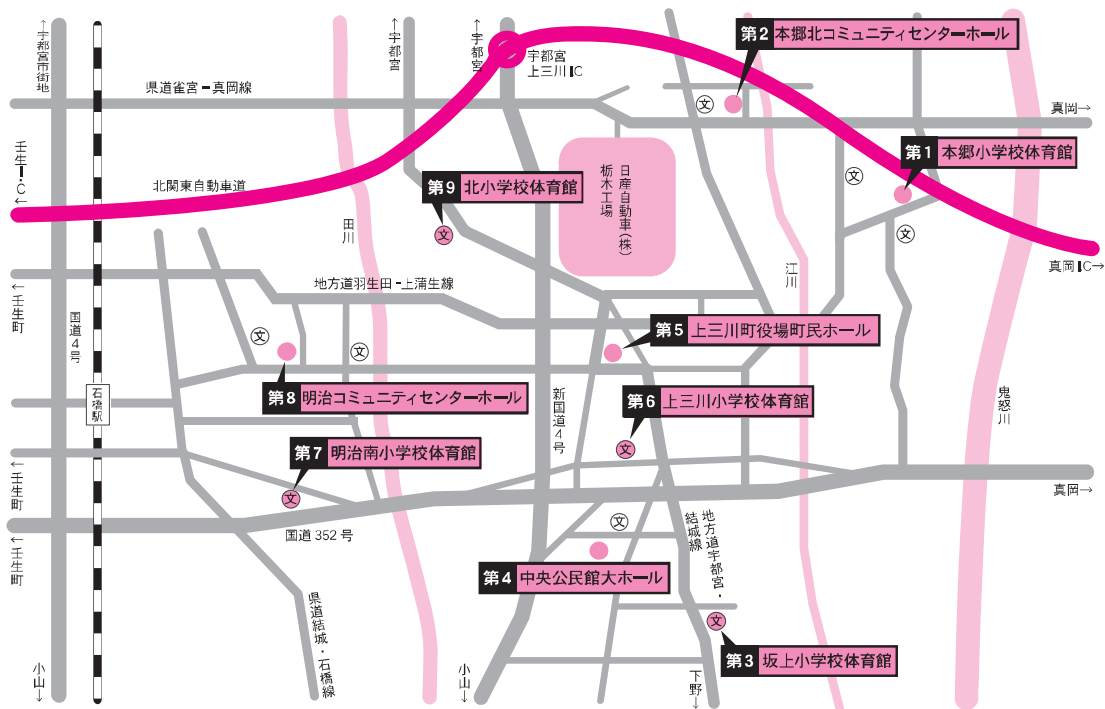 ←宇都宮市街地
←宇都宮
←宇都宮
宇都宮
上三川IC
第2 本郷北コミュニティセンターホール
県道雀宮－真岡線
文
真岡→
壬生I・C←
北関東自動車道
第1 本郷小学校体育館
文
第9 北小学校体育館
文
日産自動車(株)
栃木工場
田川
文
江川
真岡IC→
地方道羽生田－上蒲生線
←壬生町
国道4号
文
文
第5 上三川町役場町民ホール
石橋駅
第8 明治コミュニティセンターホール
新国道4号
第6 上三川小学校体育館
鬼怒川
文
第7 明治南小学校体育館
文
←壬生町
真岡→
国道352号
文
地方道宇都宮・
結城線
←壬生町
第4 中央公民館大ホール
県道結城・石橋線
文
第3 坂上小学校体育館
小山→
小山→
下野→